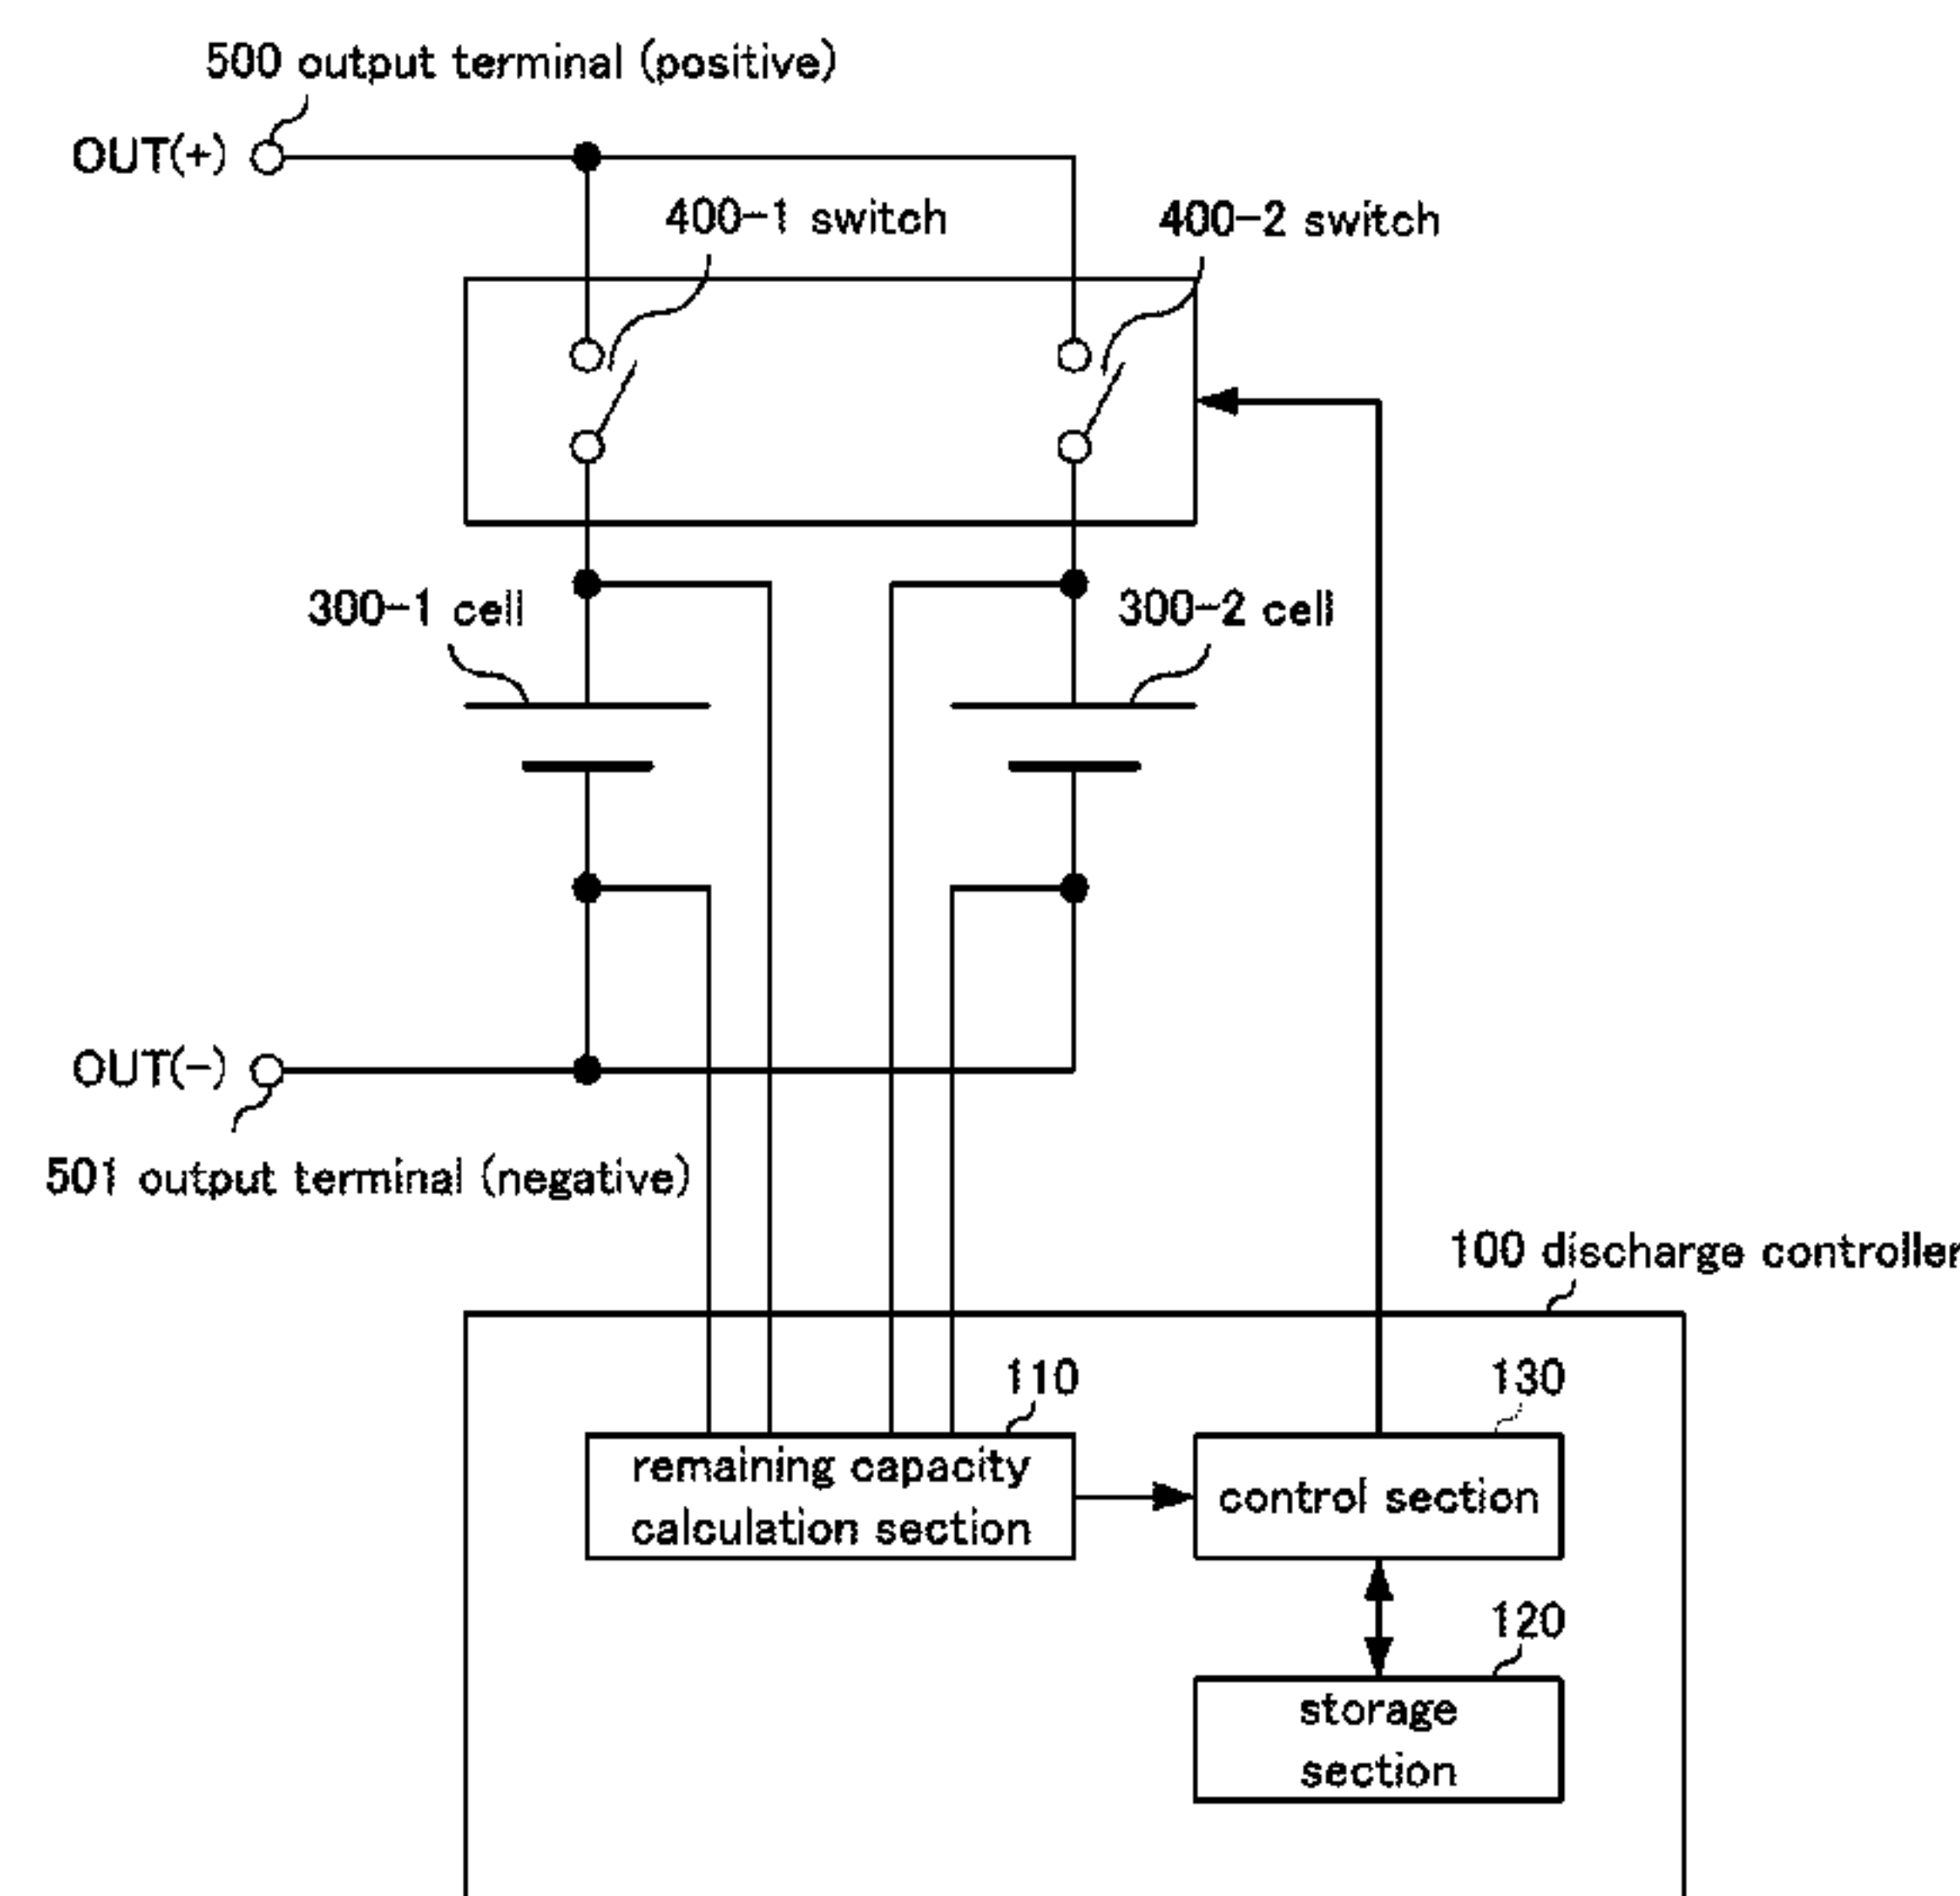 500 output terminal (positive)
OUT(+)
400-1 switch
400-2 switch
300-1 cell
300-2 cell
OUT(-)
501 output terminal (negative)
100 discharge controller
110
130
remaining capacity
calculation section
control section
120
storage
section